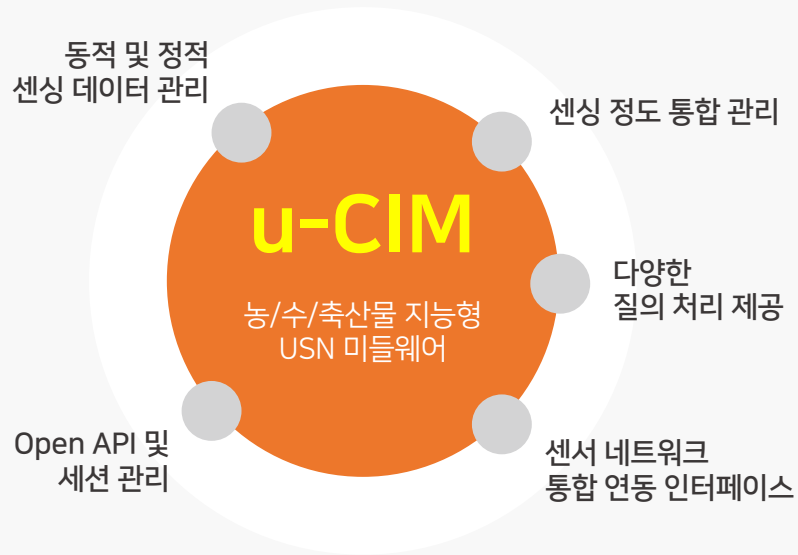 동적 및 정적
센싱 데이터 관리
센싱 정도 통합 관리
u-CIM
농/수/축산물 지능형
USN 미들웨어
다양한
질의 처리 제공
Open API 및
세션 관리
센서 네트워크
통합 연동 인터페이스